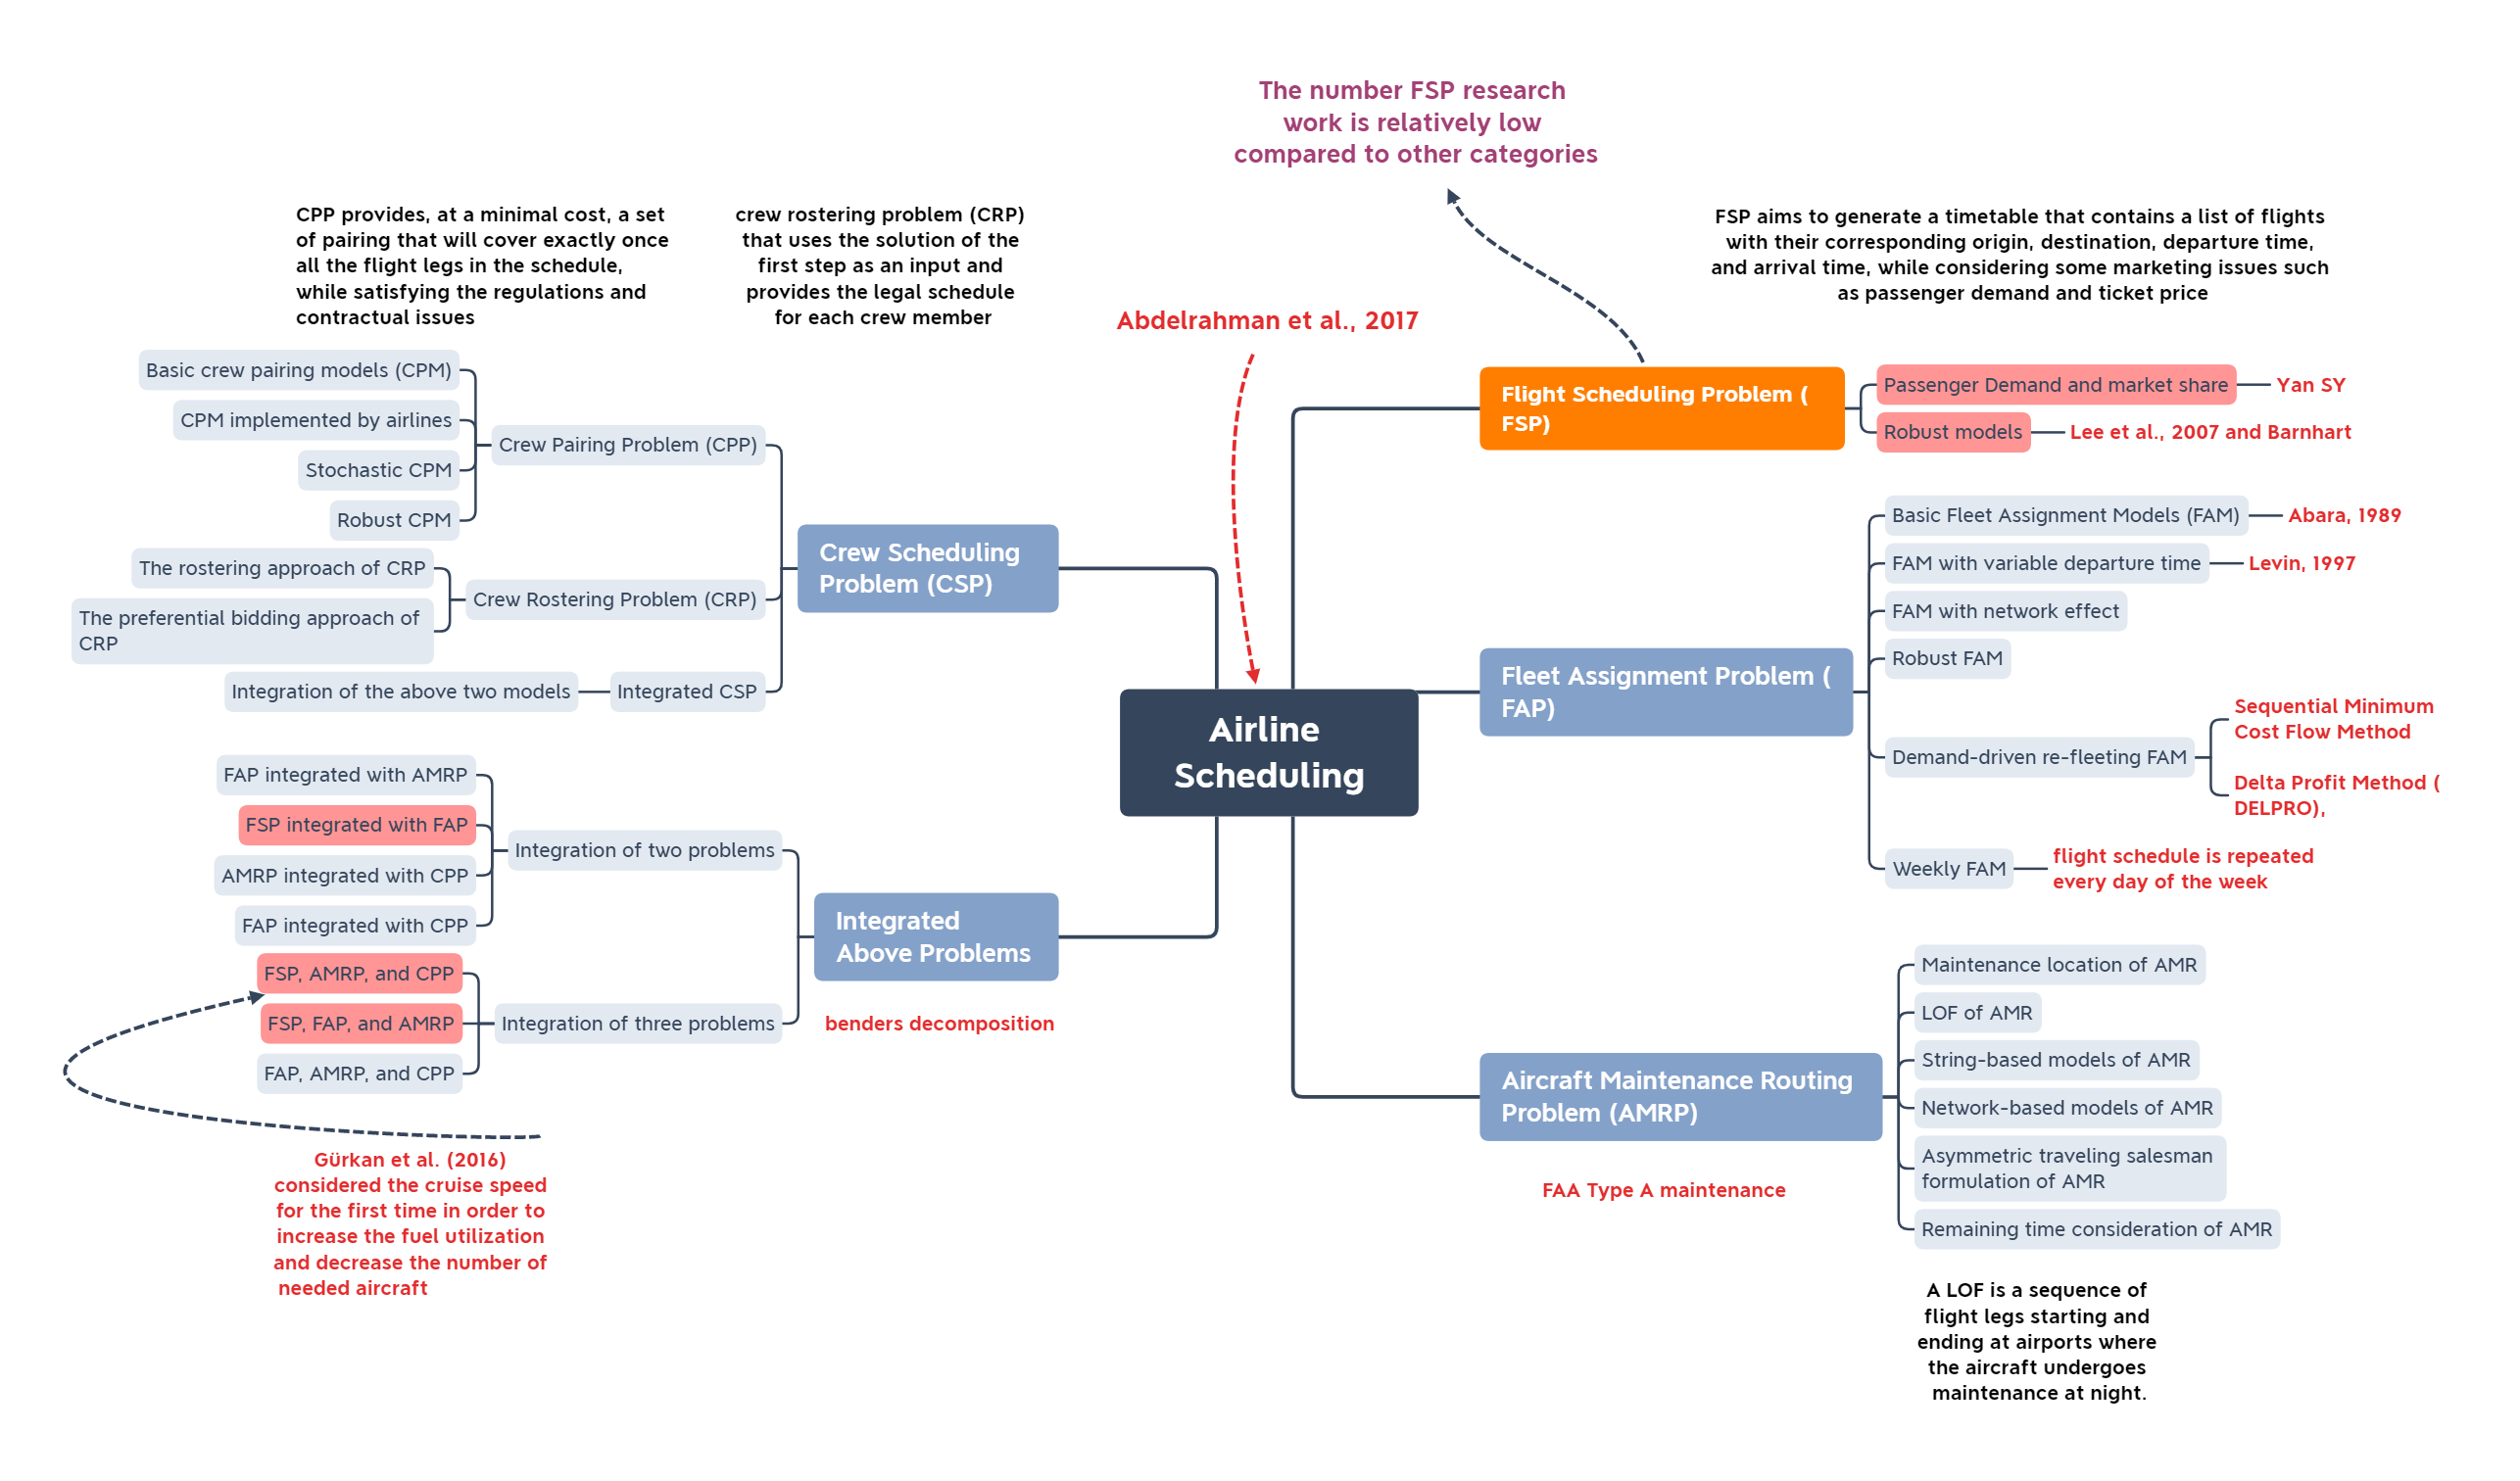 The number FSP research
work is relatively low
compared to other categories
CPP provides, at a minimal cost, a set
of pairing that will cover exactly once
all the flight legs in the schedule,
while satisfying the regulations and
contractual issues
crew rostering problem (CRP)
that uses the solution of the
first step as an input and
provides the legal schedule
for each crew member
FSP aims to generate a timetable that contains a list of flights
with their corresponding origin, destination, departure time,
and arrival time, while considering some marketing issues such
as passenger demand and ticket price
Abdelrahman et al., 2017
Airline
Scheduling
Flight Scheduling Problem (
FSP)
Passenger Demand and market share
Yan SY
Robust models
Lee et al., 2007 and Barnhart
Fleet Assignment Problem (
FAP)
Basic Fleet Assignment Models (FAM)
Abara, 1989
FAM with variable departure time
Levin, 1997
FAM with network effect
Robust FAM
Demand-driven re-fleeting FAM
Sequential Minimum
Cost Flow Method
Delta Profit Method (
DELPRO),
Weekly FAM
flight schedule is repeated
every day of the week
Aircraft Maintenance Routing
Problem (AMRP)
FAA Type A maintenance
Maintenance location of AMR
LOF of AMR
String-based models of AMR
Network-based models of AMR
Asymmetric traveling salesman
formulation of AMR
Remaining time consideration of AMR
A LOF is a sequence of
flight legs starting and
ending at airports where
the aircraft undergoes
maintenance at night.
Crew Scheduling
Problem (CSP)
Crew Pairing Problem (CPP)
Basic crew pairing models (CPM)
CPM implemented by airlines
Stochastic CPM
Robust CPM
Crew Rostering Problem (CRP)
The rostering approach of CRP
The preferential bidding approach of
CRP
Integrated CSP
Integration of the above two models
Integrated
Above Problems
benders decomposition
Integration of two problems
FAP integrated with AMRP
FSP integrated with FAP
AMRP integrated with CPP
FAP integrated with CPP
Integration of three problems
FSP, AMRP, and CPP
FSP, FAP, and AMRP
FAP, AMRP, and CPP
Gürkan et al. (2016)
considered the cruise speed
for the first time in order to
increase the fuel utilization
and decrease the number of
needed aircraft